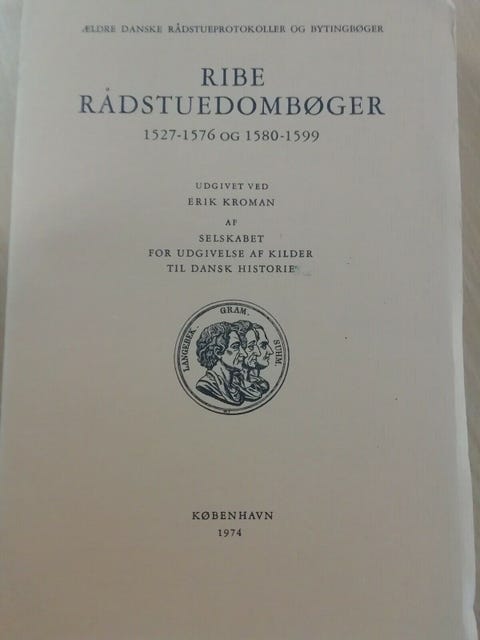 ÆLDRE DANSKE RÅDSTUEPROTOKOLLER OG BYTINGBØGER
RIBE
RÅDSTUEDOMBØGER
1527-1576 OG 1580-1599
UDGIVET VED
ERIK KROMAN
AF
SELSKABET
FOR UDGIVELSE AF KILDER
TIL DANSK HISTORIE
LANGEBEK. GRAM. SUHM.
KØBENHAVN
1974